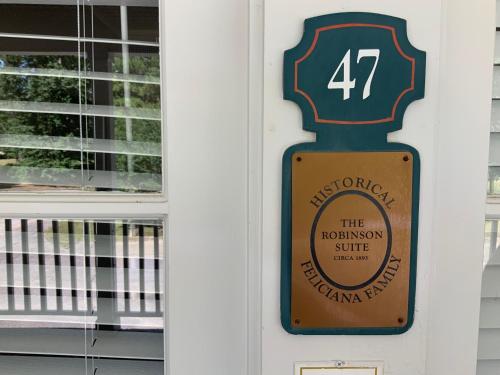 47
HISTORICAL
THE
ROBINSON
SUITE
CIRCA 1893
FELICIANA FAMILY